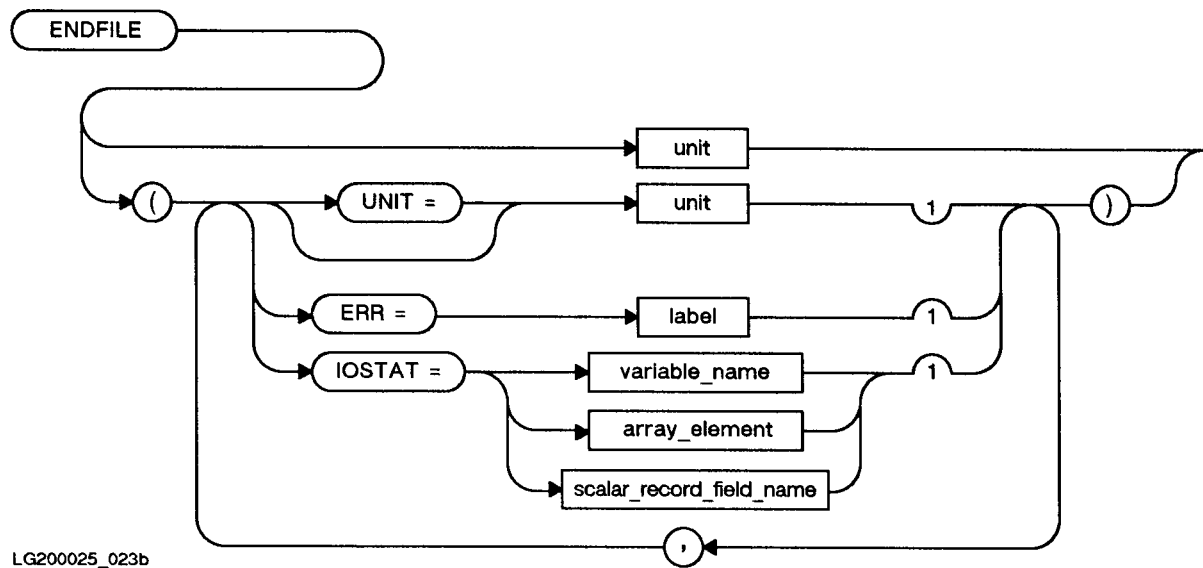 ENDFILE
unit
( UNIT = unit 1 )
ERR = label 1
IOSTAT = variable_name 1
array_element
scalar_record_field_name
,
LG200025_023b